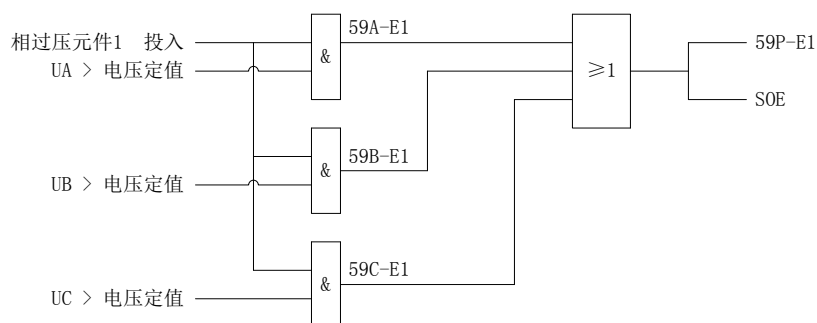 相过压元件1 投入
UA > 电压定值
&
59A-E1
≥1
59P-E1
SOE
UB > 电压定值
&
59B-E1
UC > 电压定值
&
59C-E1